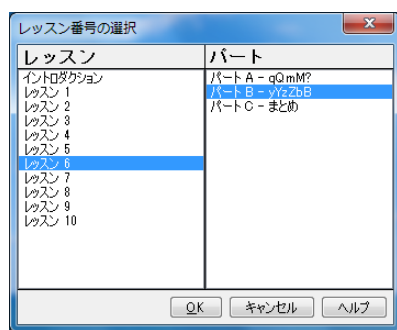 レッスン番号の選択
レッスン
イントロダクション
レッスン 1
レッスン 2
レッスン 3
レッスン 4
レッスン 5
レッスン 6
レッスン 7
レッスン 8
レッスン 9
レッスン 10
パート
パート A - qQmM?
パート B - yYzZbB
パート C - まとめ
OK
キャンセル
ヘルプ